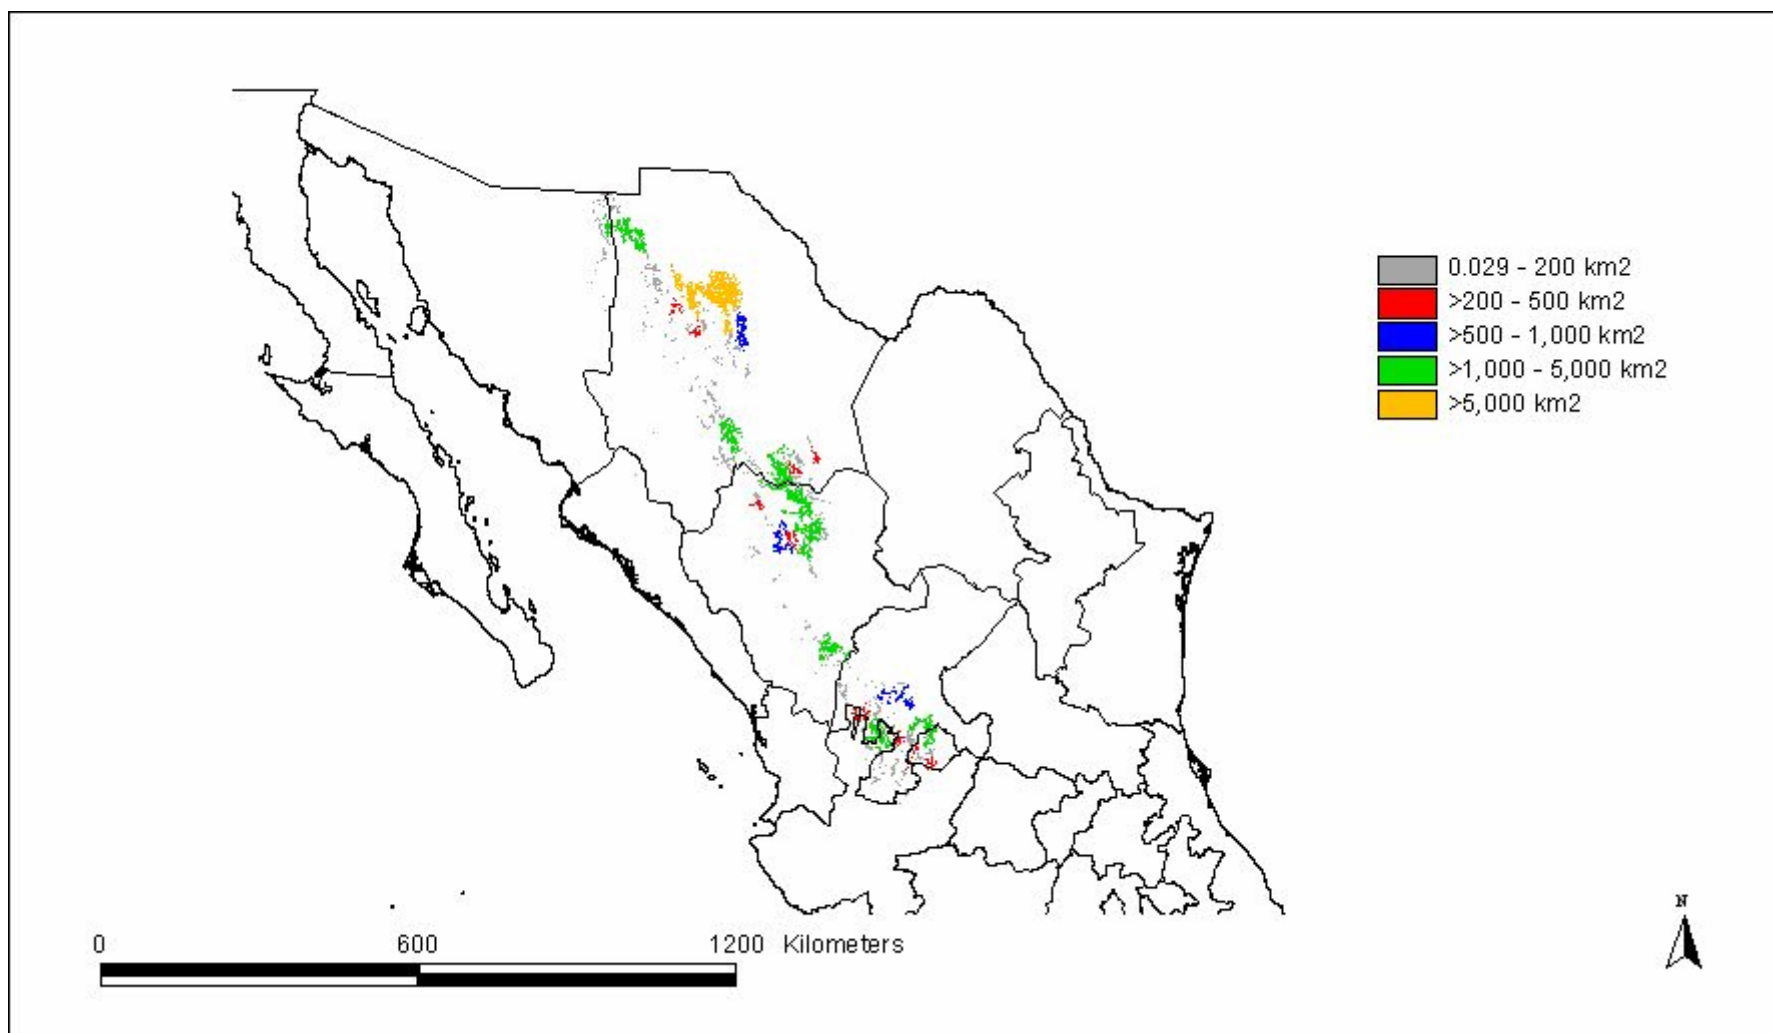 0.029 - 200 km2
>200 - 500 km2
>500 - 1,000 km2
>1,000 - 5,000 km2
>5,000 km2
N
0 600 1200 Kilometers